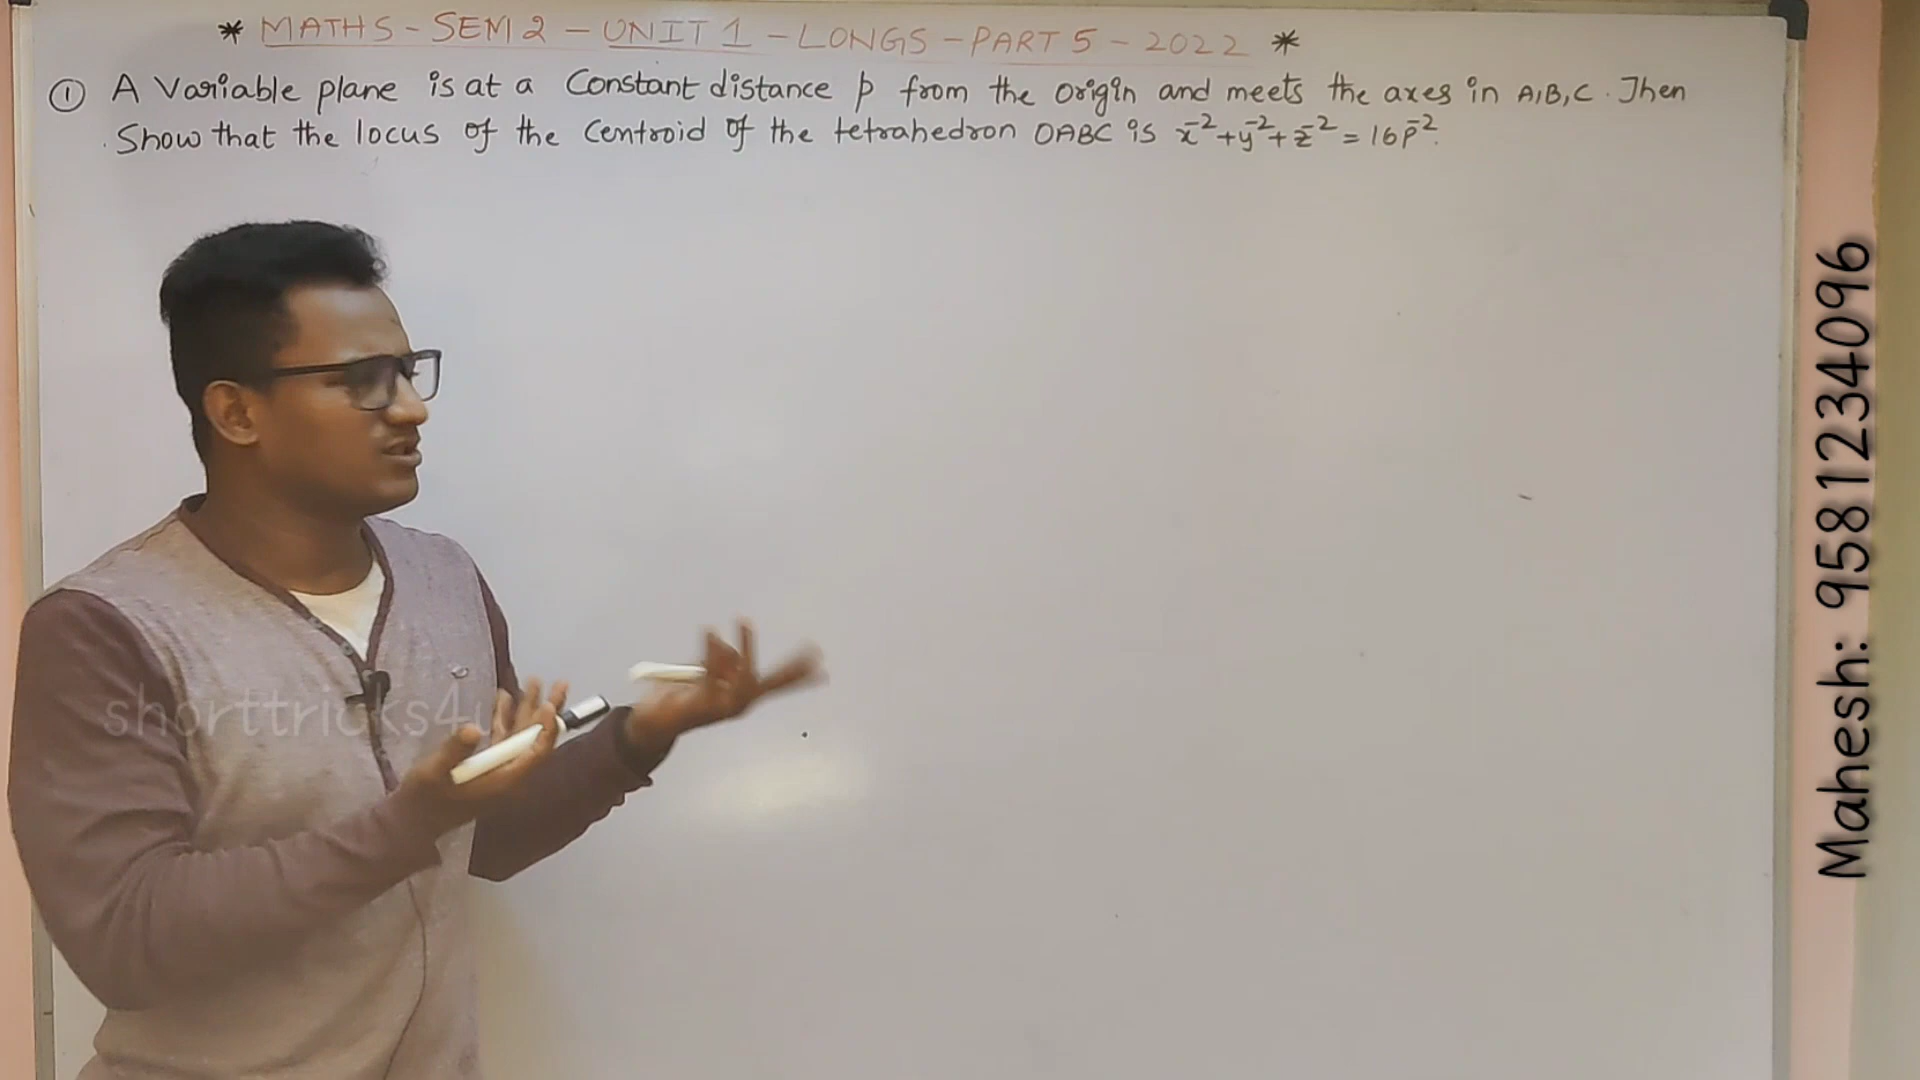 * MATHS - SEM 2 - UNIT 1 - LONGS - PART 5 - 2022 *
① A Variable plane is at a Constant distance p from the origin and meets the axes in A,B,C. Then
Show that the locus of the Centroid of the tetrahedron OABC is x⁻²+y⁻²+z⁻² = 16p⁻².
shorttricks4u
Mahesh: 9581234096